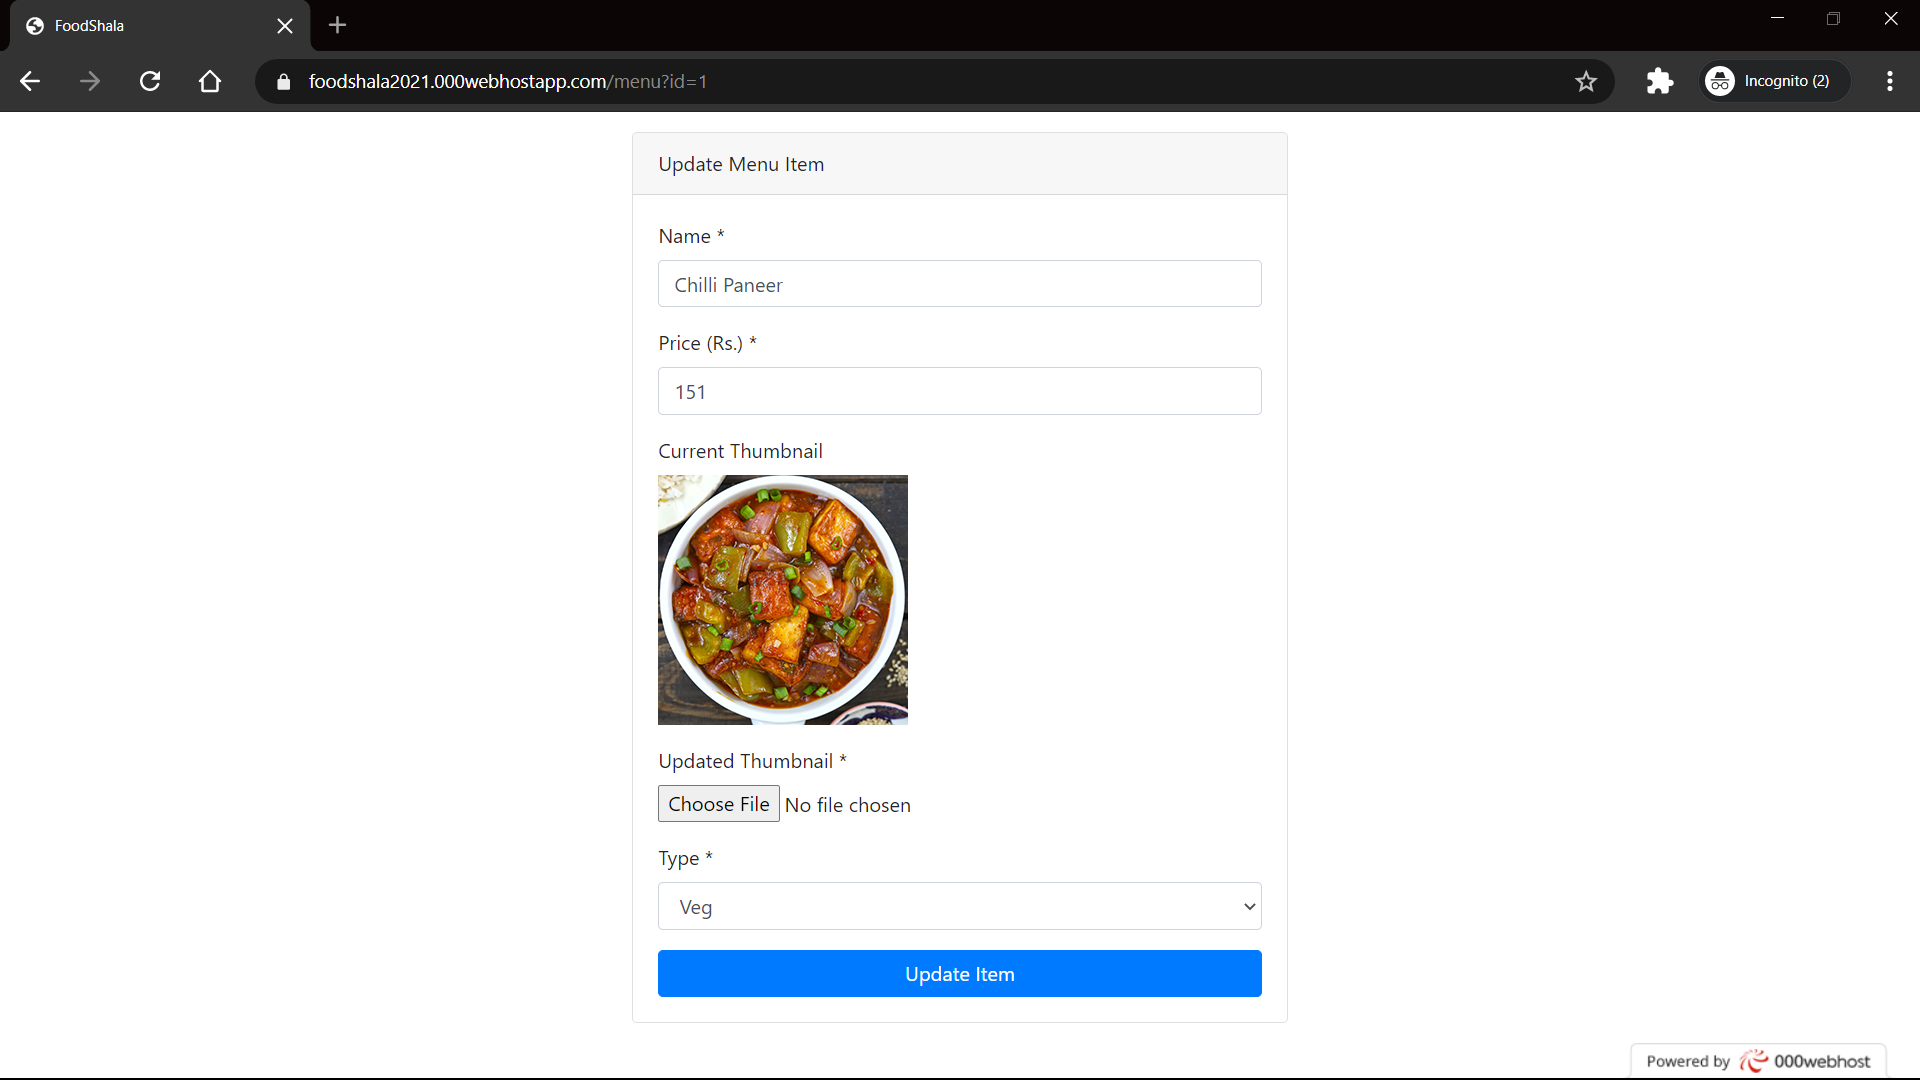 FoodShala
foodshala2021.000webhostapp.com/menu?id=1
Incognito (2)
Update Menu Item
Name *
Chilli Paneer
Price (Rs.) *
151
Current Thumbnail
Updated Thumbnail *
Choose File No file chosen
Type *
Veg
Update Item
Powered by 000webhost